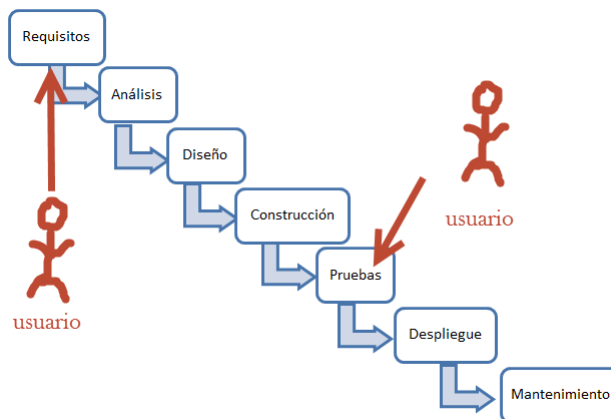 Requisitos
Análisis
Diseño
Construcción
usuario
Pruebas
usuario
Despliegue
Mantenimiento